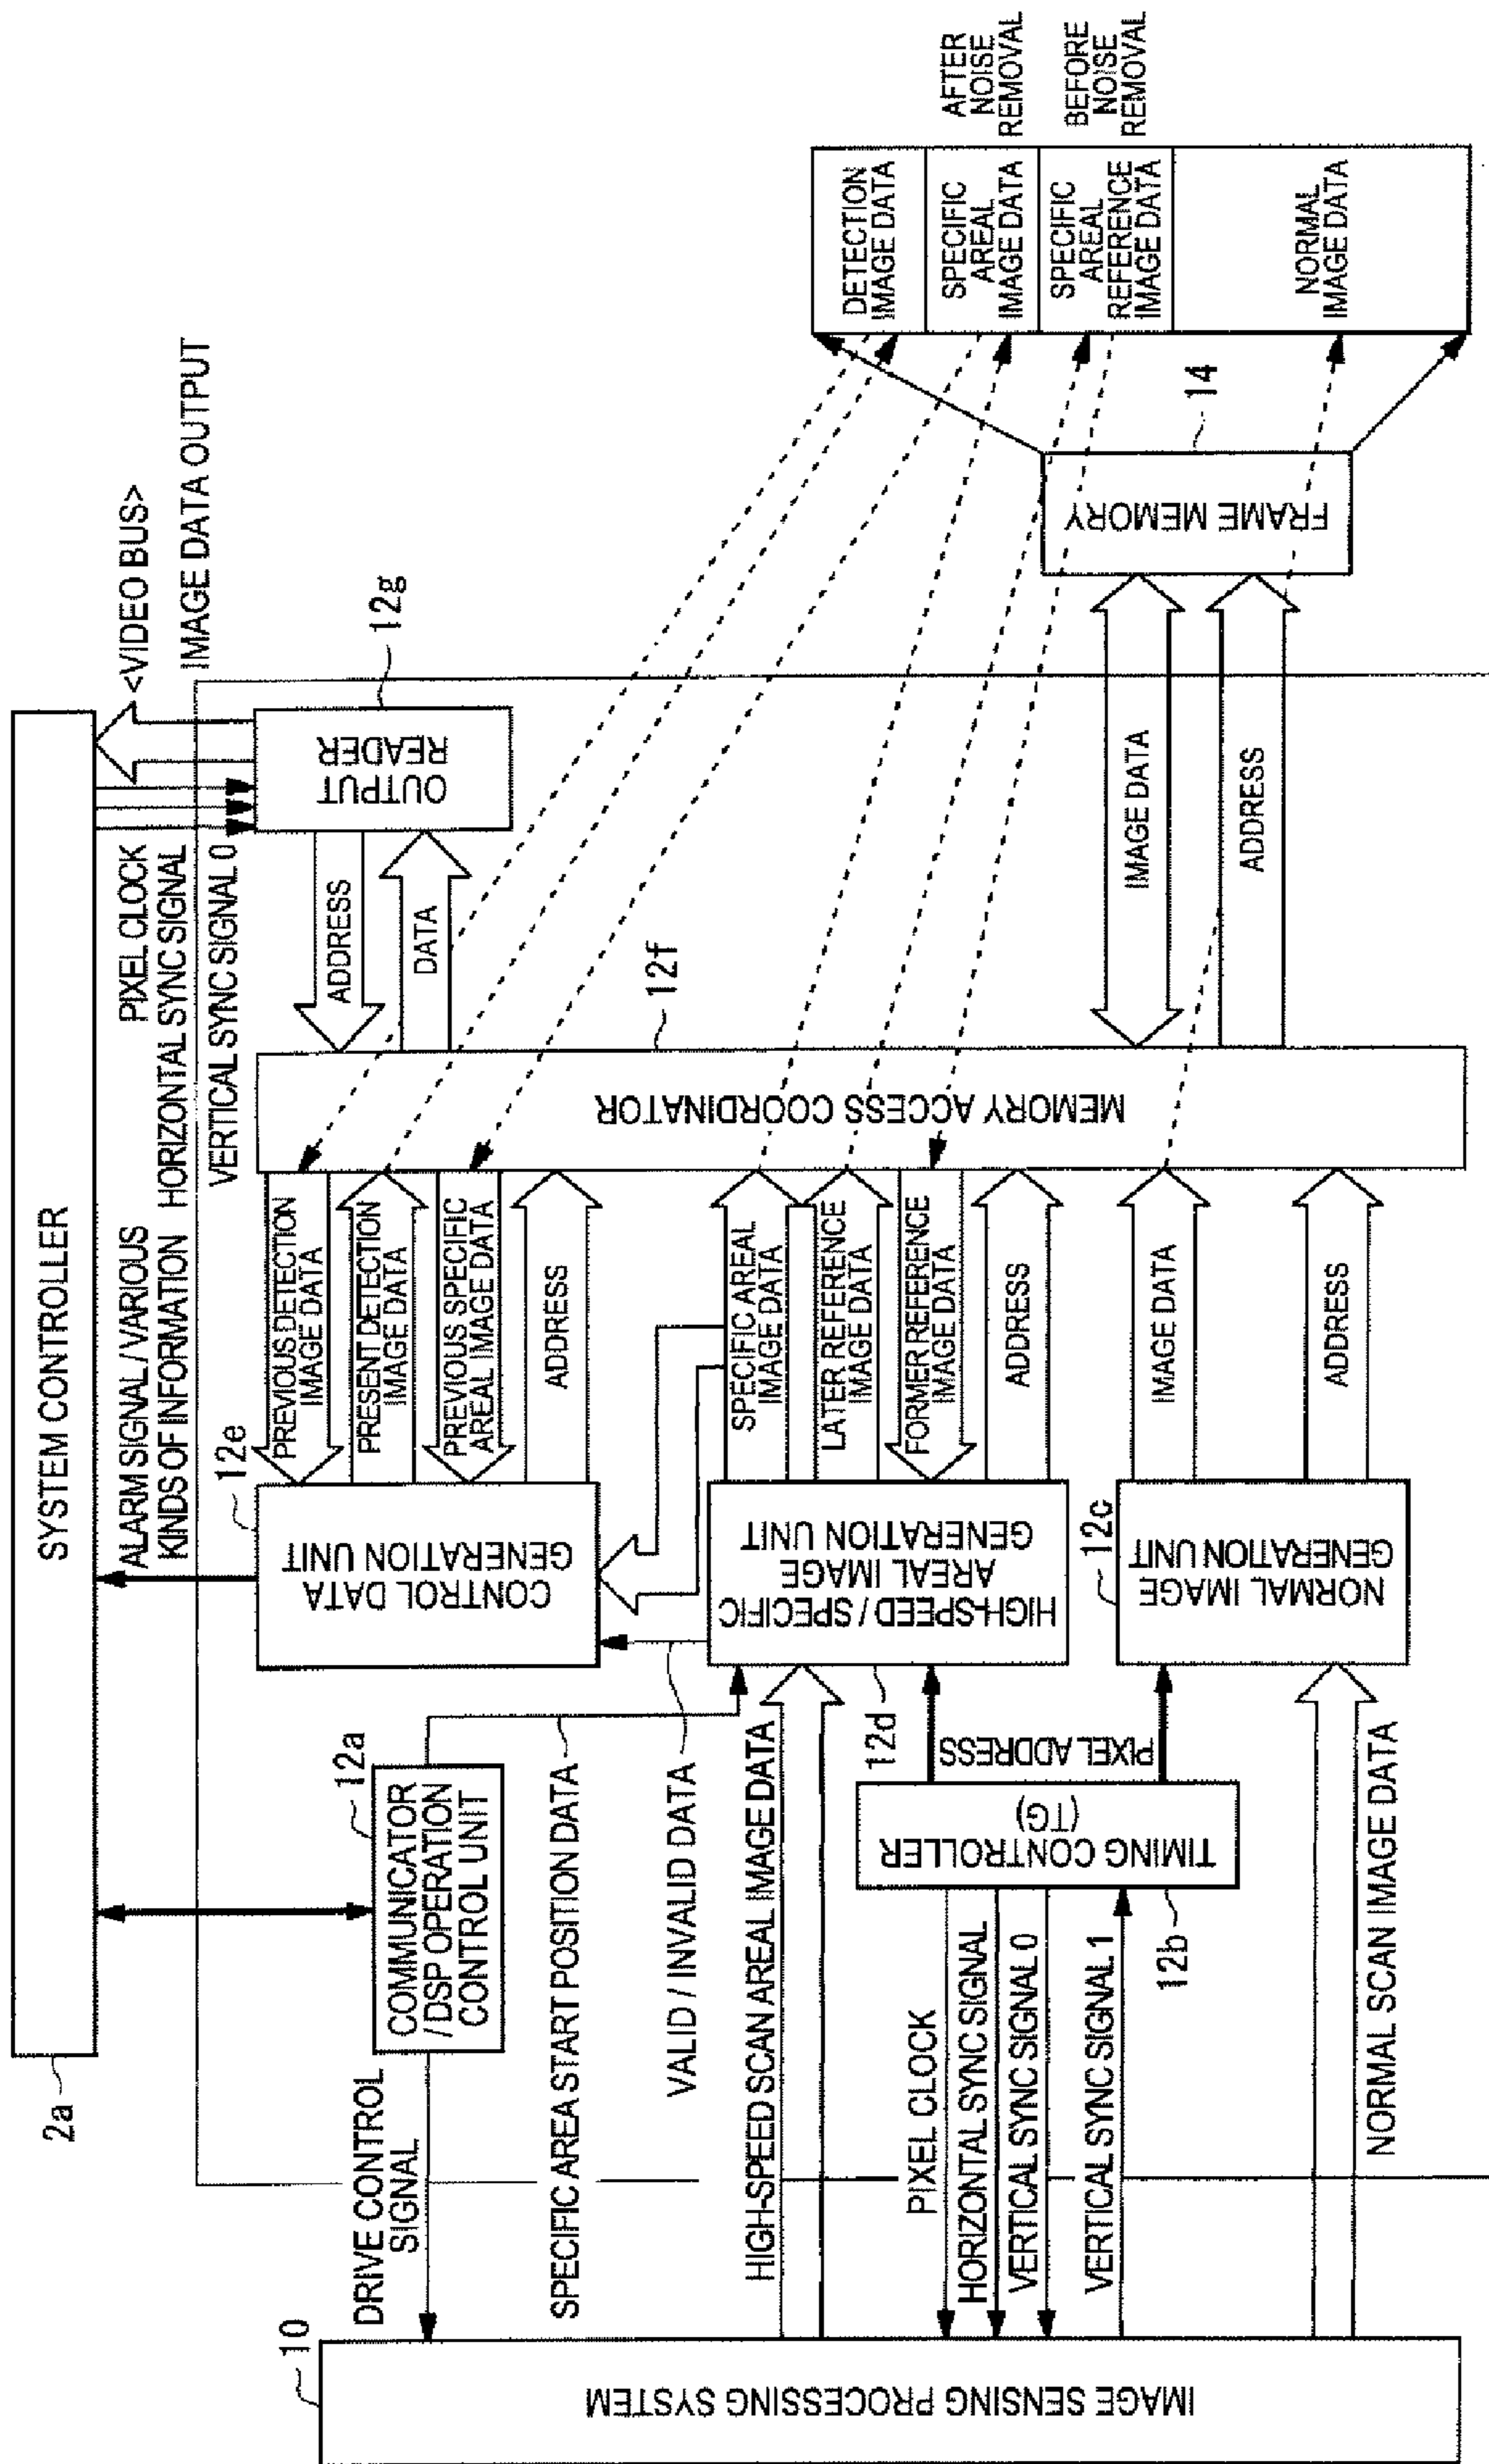 SYSTEM CONTROLLER
2a
ALARM SIGNAL / VARIOUS
KINDS OF INFORMATION
PIXEL CLOCK
HORIZONTAL SYNC SIGNAL
VERTICAL SYNC SIGNAL 0
<VIDEO BUS>
IMAGE DATA OUTPUT
DRIVE CONTROL
SIGNAL
COMMUNICATOR
/ DSP OPERATION
CONTROL UNIT
12a
CONTROL DATA
GENERATION UNIT
12e
PREVIOUS DETECTION
IMAGE DATA
PRESENT DETECTION
IMAGE DATA
PREVIOUS SPECIFIC
AREAL IMAGE DATA
ADDRESS
ADDRESS
DATA
OUTPUT
READER
12g
SPECIFIC AREA START POSITION DATA
VALID / INVALID DATA
HIGH-SPEED SCAN AREAL IMAGE DATA
HIGH-SPEED / SPECIFIC
AREAL IMAGE
GENERATION UNIT
12d
SPECIFIC AREAL
IMAGE DATA
LATER REFERENCE
IMAGE DATA
FORMER REFERENCE
IMAGE DATA
ADDRESS
MEMORY ACCESS COORDINATOR
12f
PIXEL CLOCK
HORIZONTAL SYNC SIGNAL
VERTICAL SYNC SIGNAL 0
VERTICAL SYNC SIGNAL 1
TIMING CONTROLLER
(TG)
12b
PIXEL ADDRESS
NORMAL IMAGE
GENERATION UNIT
12c
IMAGE DATA
ADDRESS
NORMAL SCAN IMAGE DATA
IMAGE SENSING PROCESSING SYSTEM
10
IMAGE DATA
ADDRESS
FRAME MEMORY
14
DETECTION
IMAGE DATA
SPECIFIC
AREAL
IMAGE DATA
AFTER
NOISE
REMOVAL
SPECIFIC
AREAL
REFERENCE
IMAGE DATA
BEFORE
NOISE
REMOVAL
NORMAL
IMAGE DATA